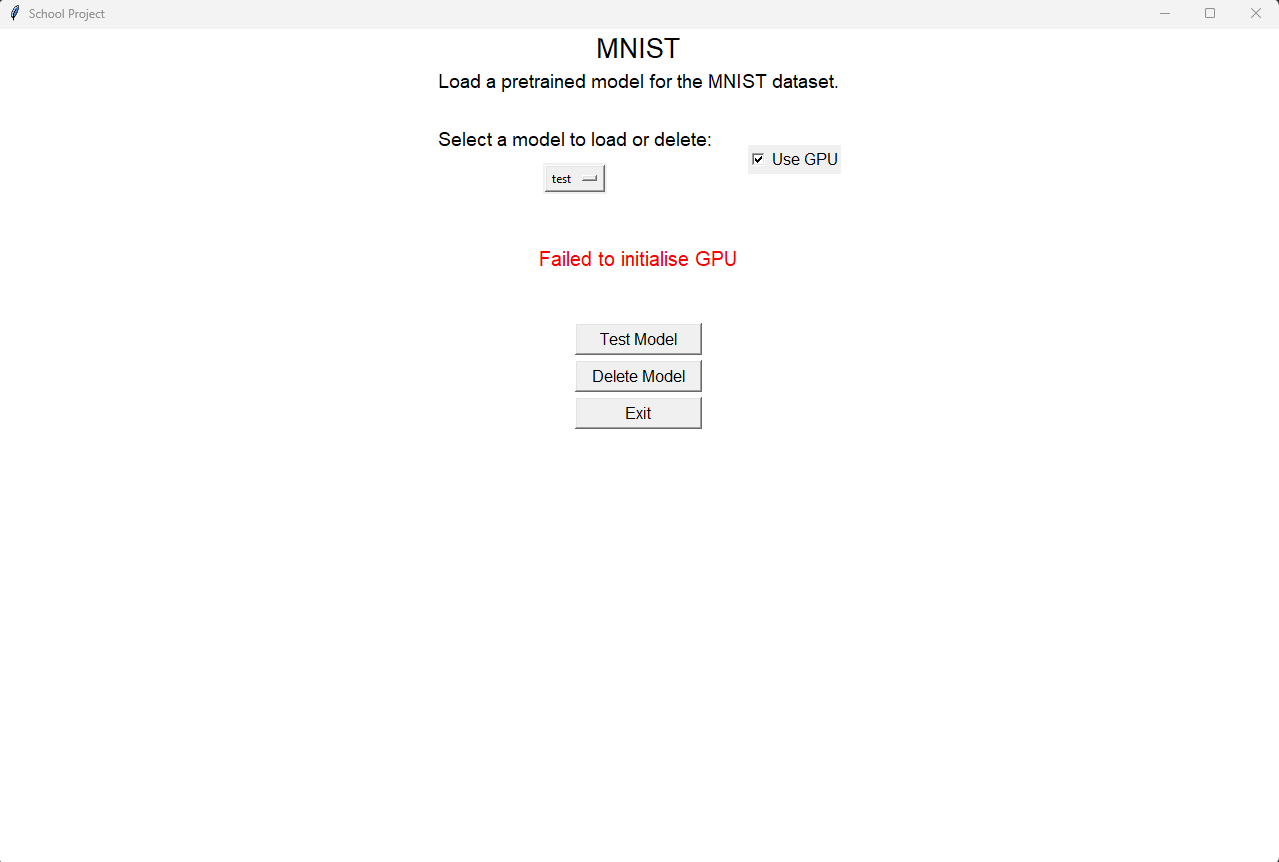 School Project
MNIST
Load a pretrained model for the MNIST dataset.
Select a model to load or delete:
Use GPU
test
Failed to initialise GPU
Test Model
Delete Model
Exit